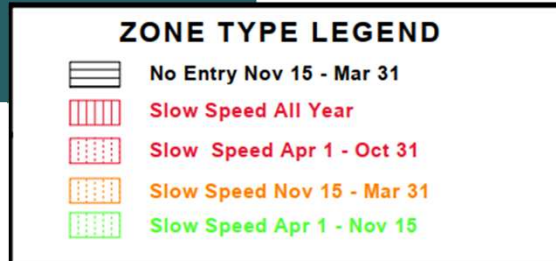 ZONE TYPE LEGEND
No Entry Nov 15 - Mar 31
Slow Speed All Year
Slow Speed Apr 1 - Oct 31
Slow Speed Nov 15 - Mar 31
Slow Speed Apr 1 - Nov 15